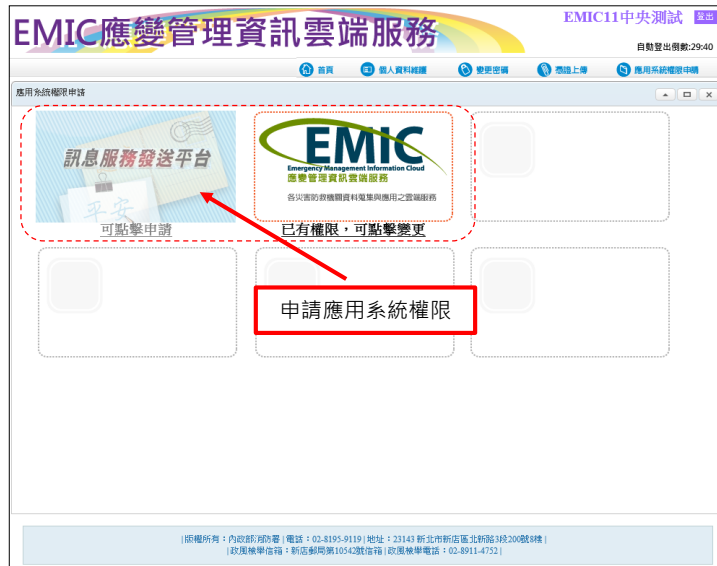 EMIC應變管理資訊雲端服務
EMIC11中央測試 登出
自動登出倒數:29:40
首頁 個人資料維護 變更密碼 憑證上傳 應用系統權限申請
應用系統權限申請
訊息服務發送平台
平安
可點擊申請
EMIC
Emergency Management Information Cloud
應變管理資訊雲端服務
各災害防救機關資料蒐集與應用之雲端服務
已有權限，可點擊變更
申請應用系統權限
|版權所有：內政部消防署|電話：02-8195-9119|地址：23143 新北市新店區北新路3段200號8樓|
|政風檢舉信箱：新店郵局第10542號信箱|政風檢舉電話：02-8911-4752|